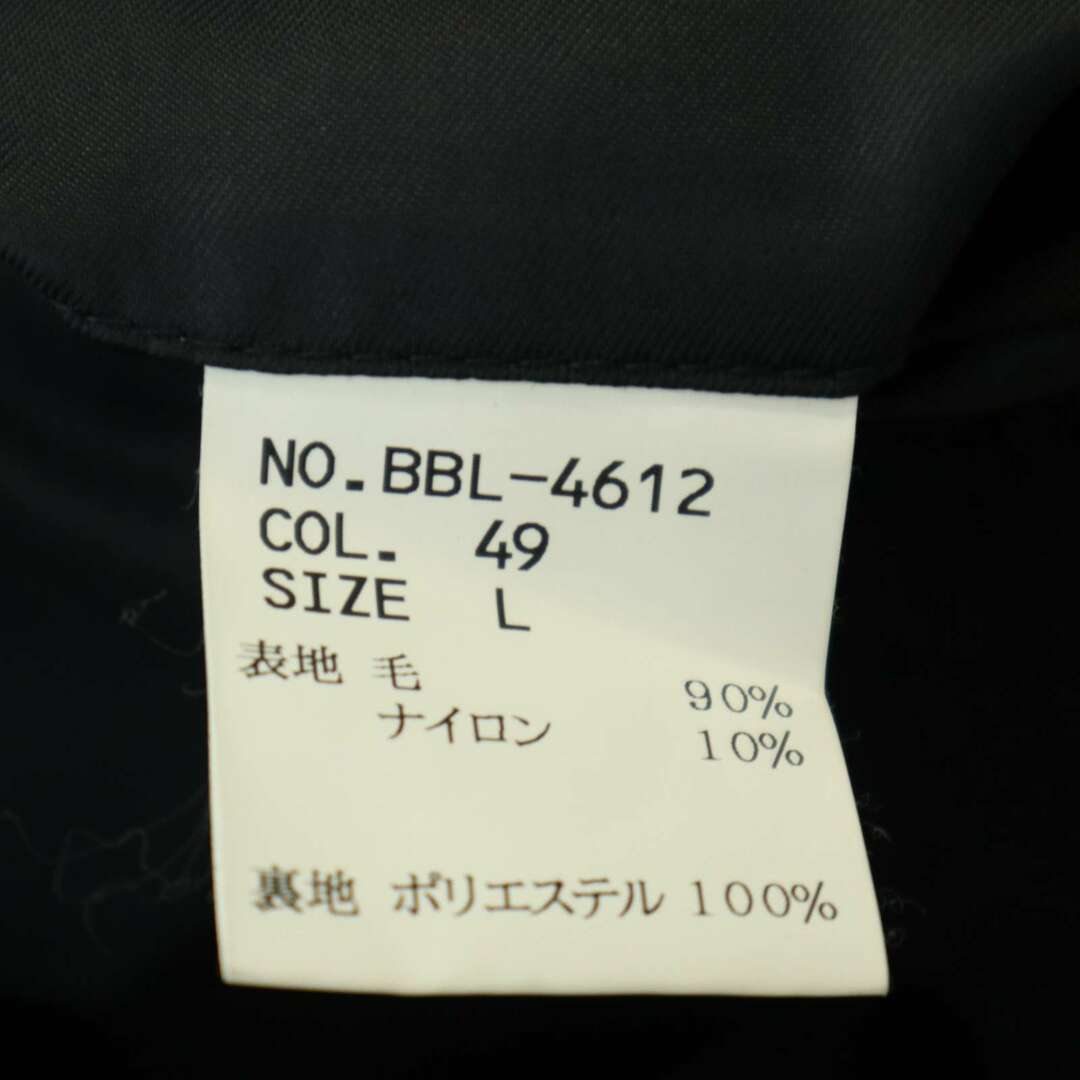 NO.BBL-4612
COL. 49
SIZE L
表地 毛 90%
ナイロン 10%
裏地 ポリエステル 100%